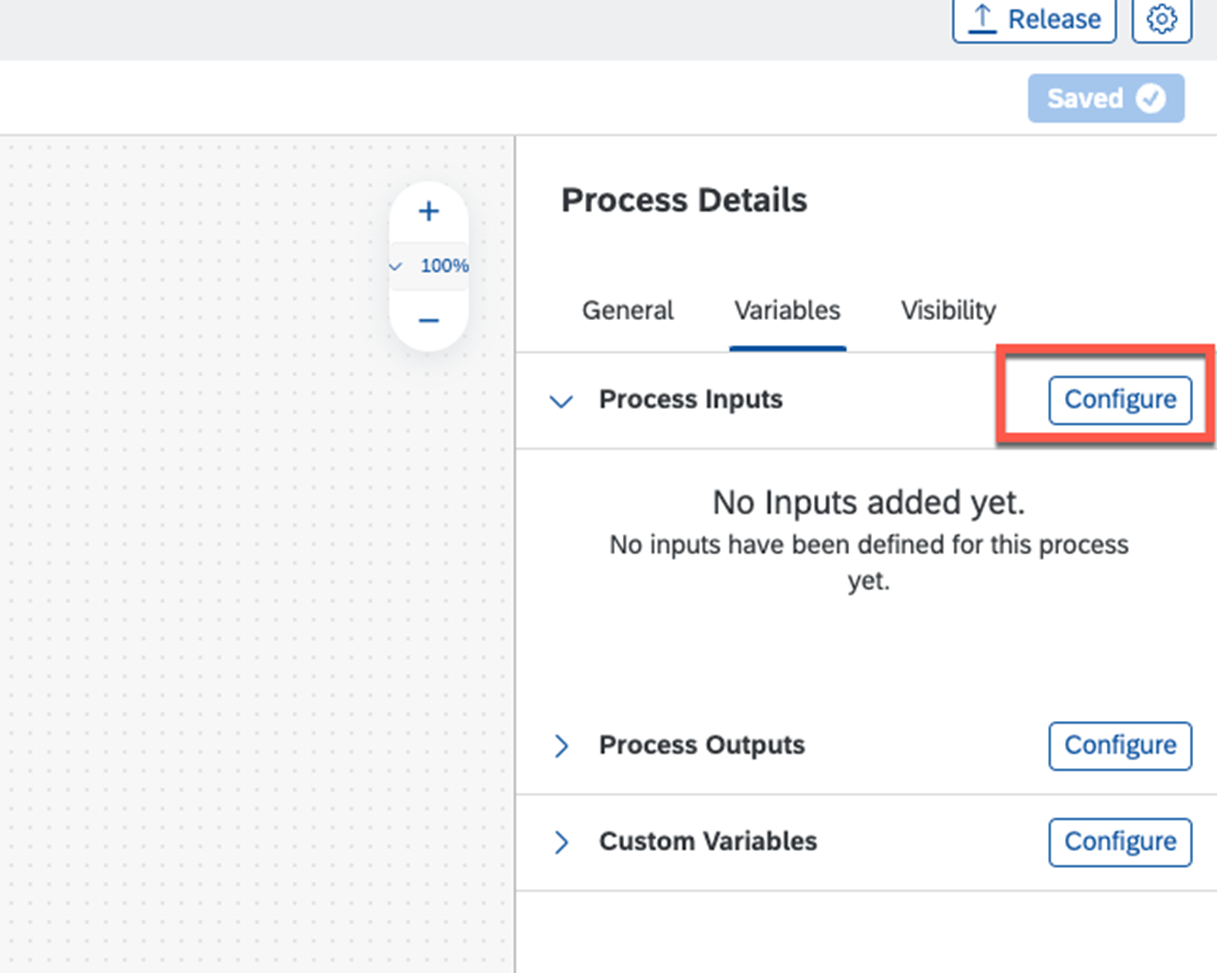 Release
Saved
+
100%
−
Process Details
General Variables Visibility
Process Inputs Configure
No Inputs added yet.
No inputs have been defined for this process
yet.
Process Outputs Configure
Custom Variables Configure